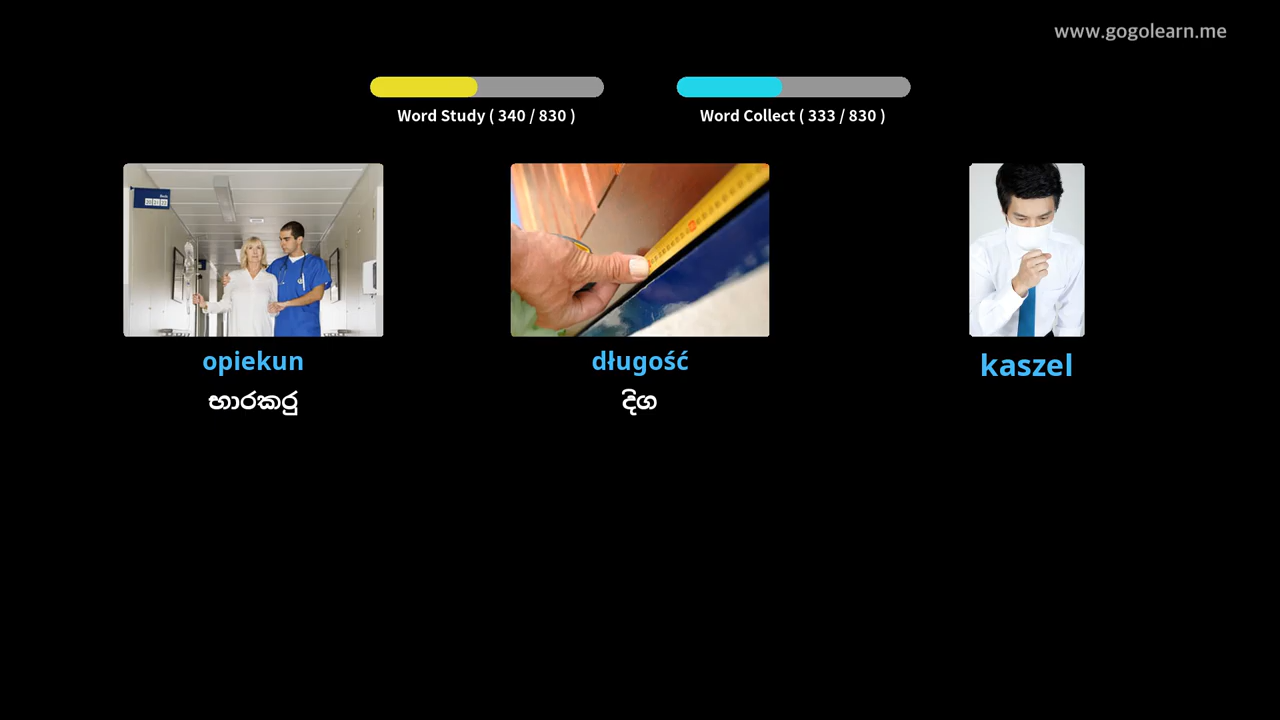 www.gogolearn.me
Word Study ( 340 / 830 )
Word Collect ( 333 / 830 )
opiekun
długość
kaszel
භාරකරු
දිග